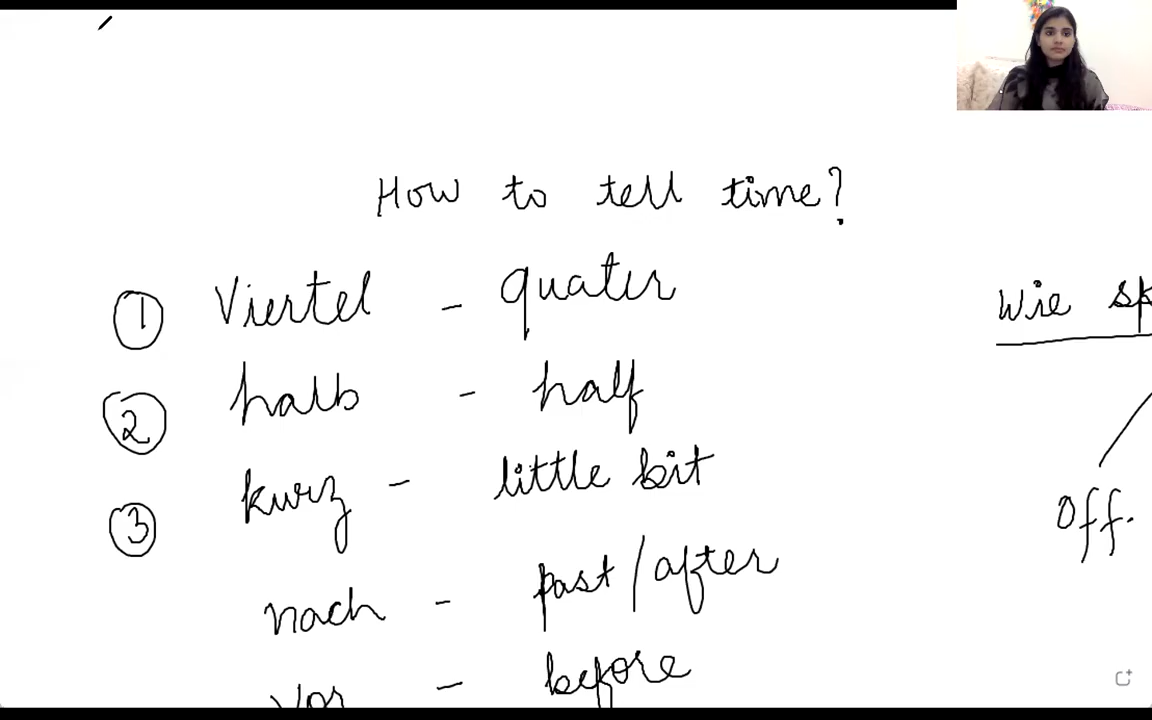 How to tell time?
① Viertel - quater
② halb - half
③ kurz - little bit
nach - past/after
vor - before
Wie
Off.